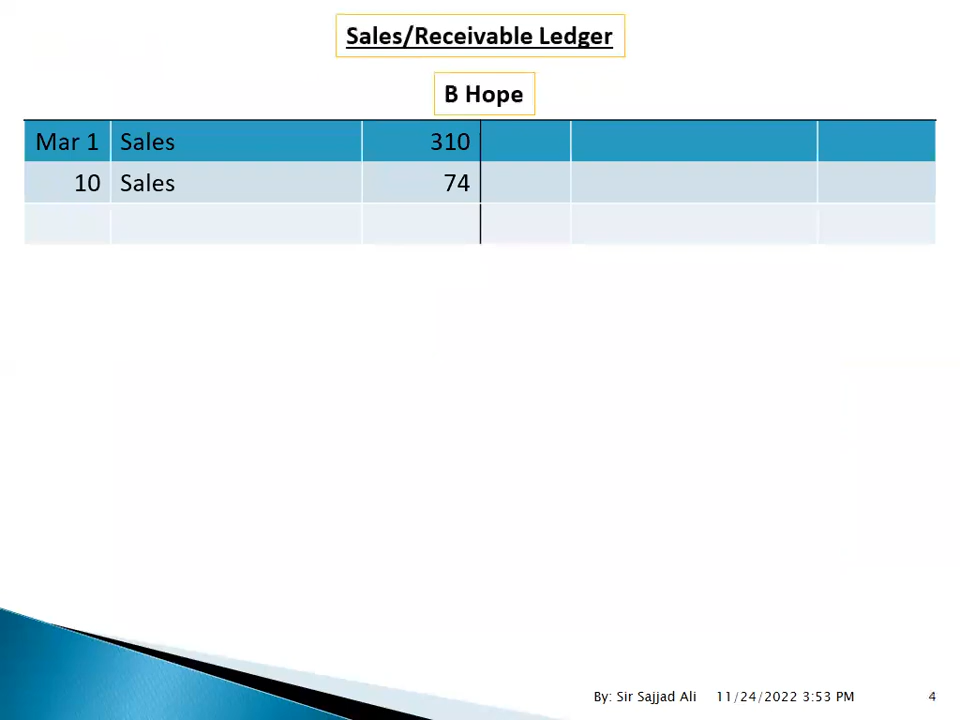 Sales/Receivable Ledger
B Hope
Mar 1 Sales 310
10 Sales 74
By: Sir Sajjad Ali 11/24/2022 3:53 PM 4